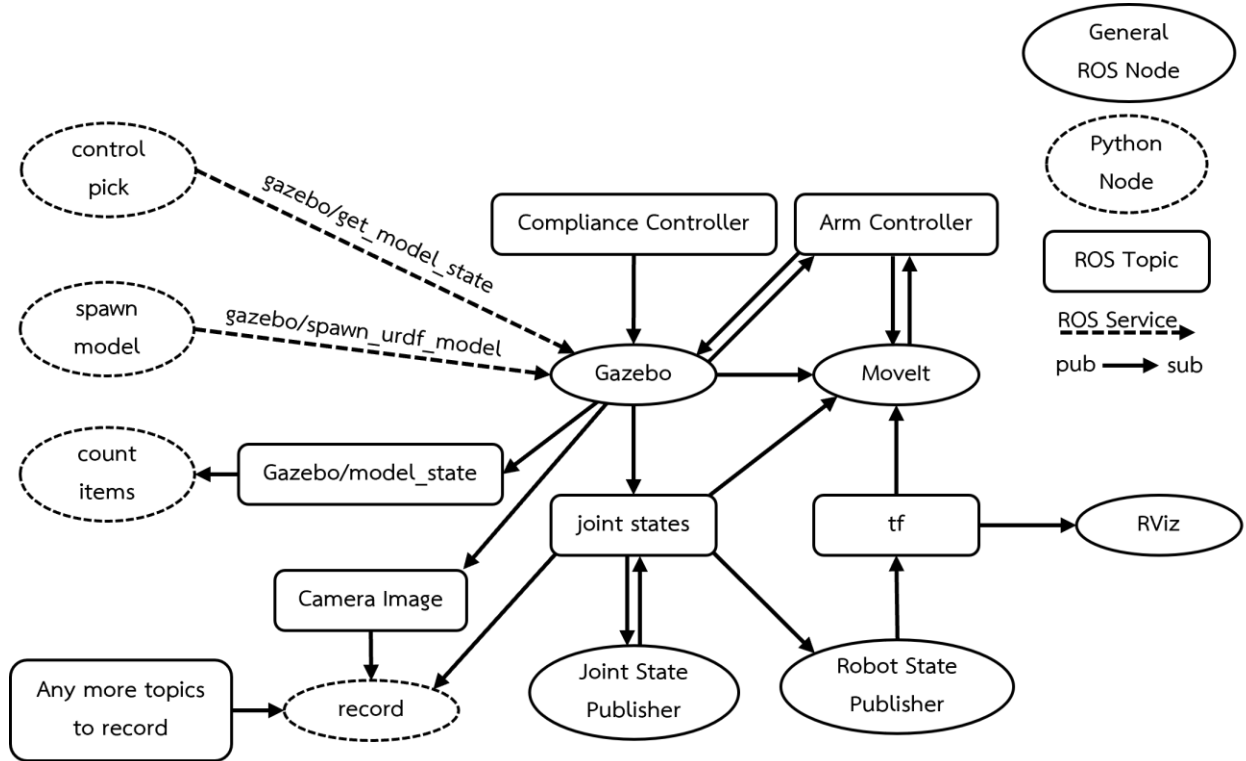 General
ROS Node
control
pick
Python
Node
gazebo/get_model_state
Compliance Controller
Arm Controller
ROS Topic
spawn
model
gazebo/spawn_urdf_model
ROS Service
pub
sub
Gazebo
MoveIt
count
items
Gazebo/model_state
joint states
tf
RViz
Camera Image
Any more topics
to record
record
Joint State
Publisher
Robot State
Publisher